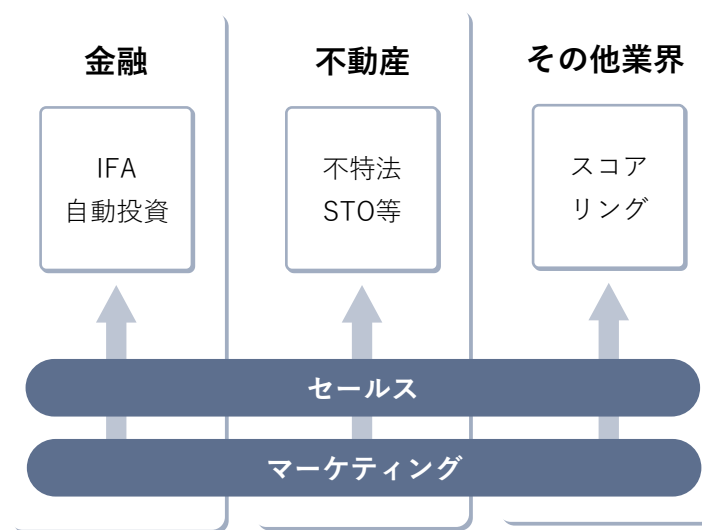 金融
IFA
自動投資
不動産
不特法
STO等
その他業界
スコア
リング
セールス
マーケティング